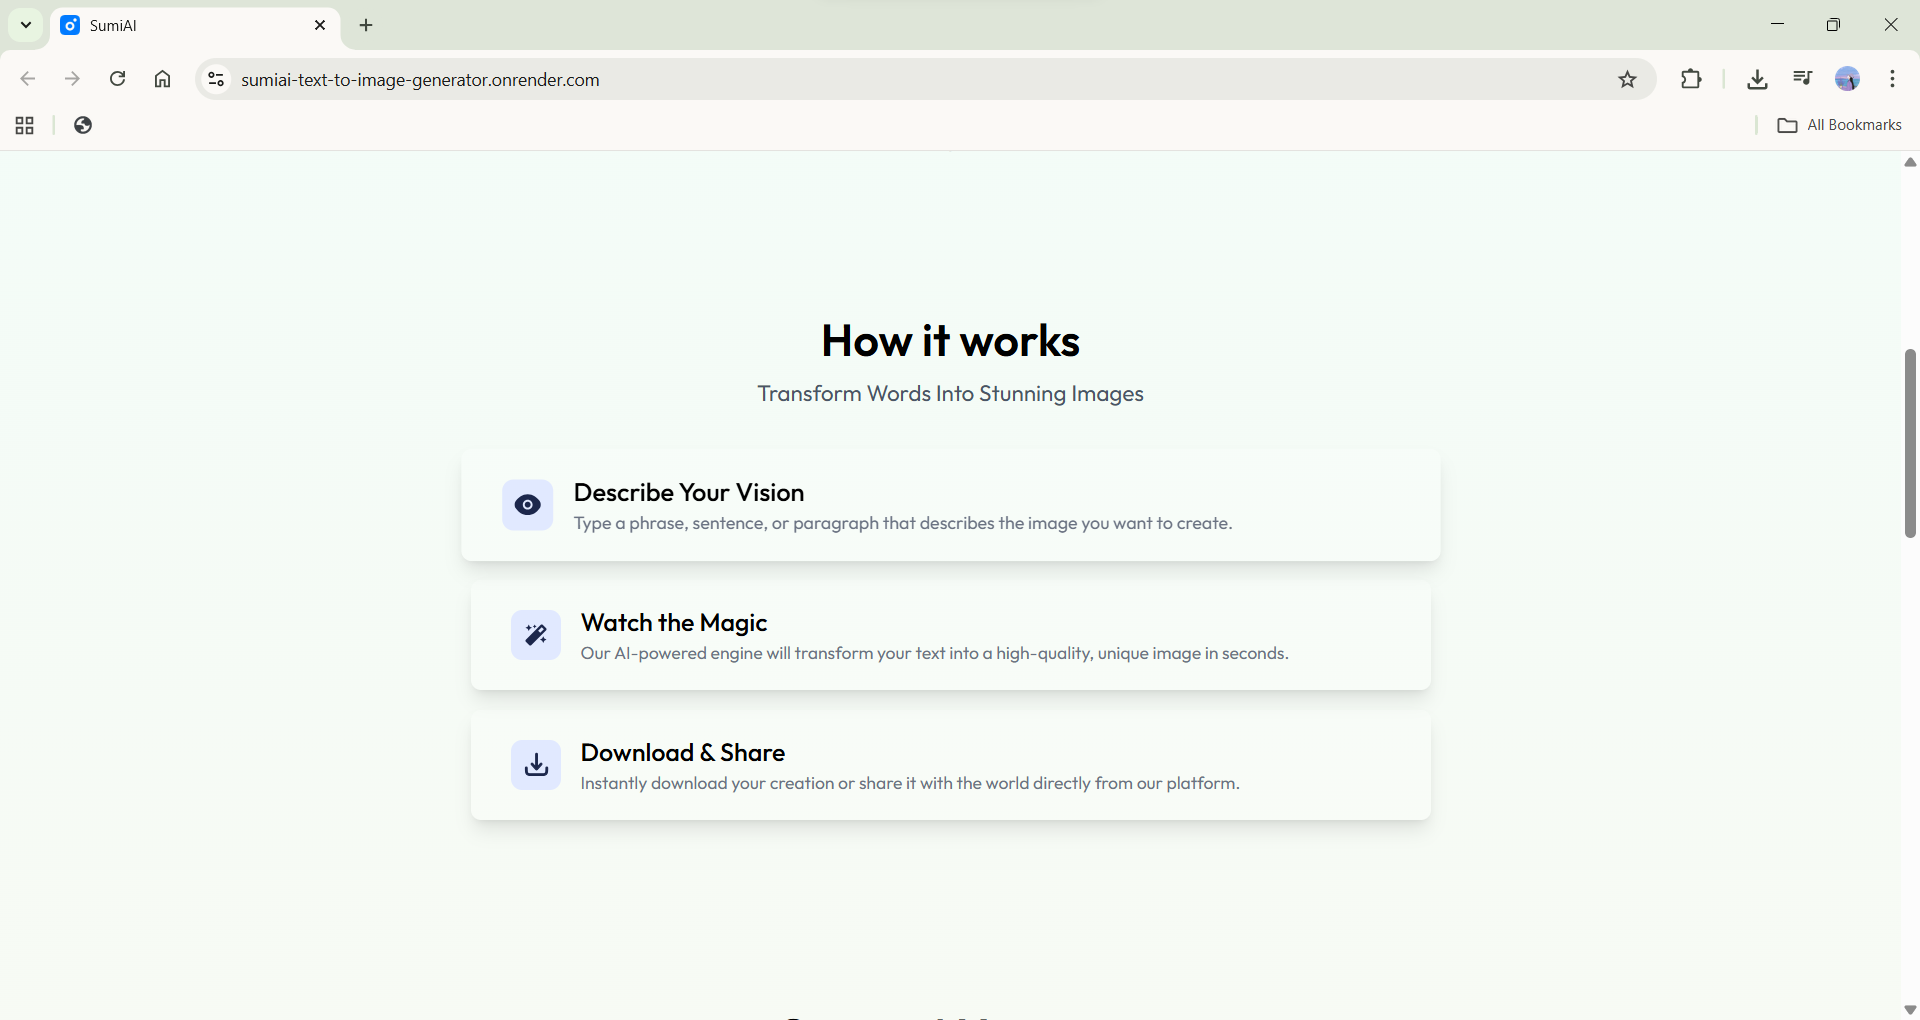 SumiAI
sumiai-text-to-image-generator.onrender.com
All Bookmarks
How it works
Transform Words Into Stunning Images
Describe Your Vision
Type a phrase, sentence, or paragraph that describes the image you want to create.
Watch the Magic
Our AI-powered engine will transform your text into a high-quality, unique image in seconds.
Download & Share
Instantly download your creation or share it with the world directly from our platform.